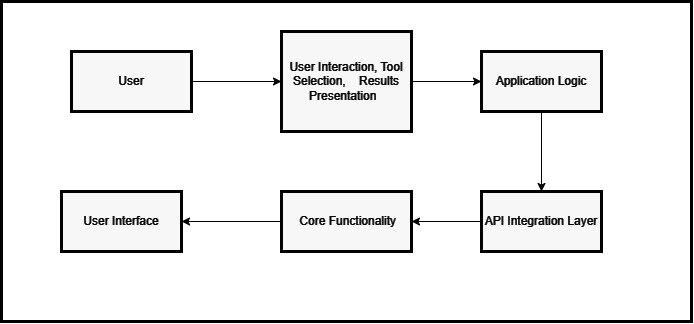 User
User Interaction, Tool
Selection, Results
Presentation
Application Logic
User Interface
Core Functionality
API Integration Layer